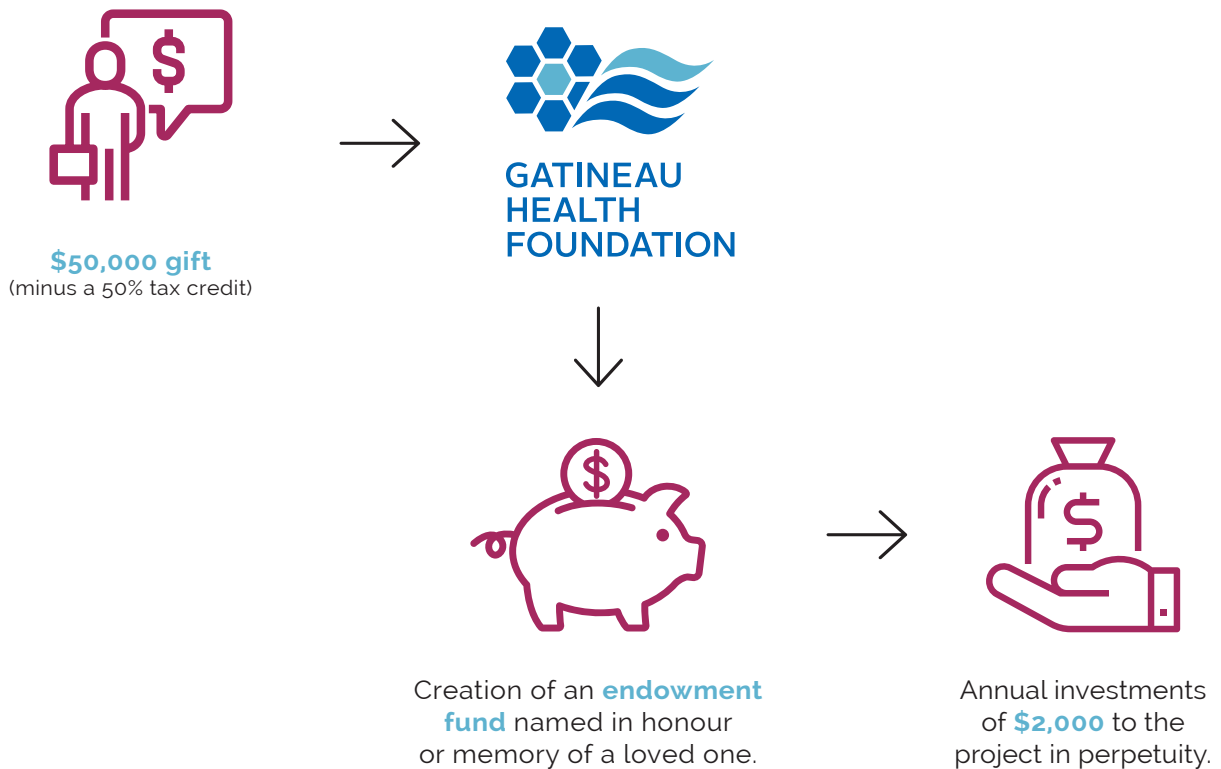 $
GATINEAU
HEALTH
FOUNDATION
$50,000 gift
(minus a 50% tax credit)
$
$
Creation of an endowment
fund named in honour
or memory of a loved one.
Annual investments
of $2,000 to the
project in perpetuity.